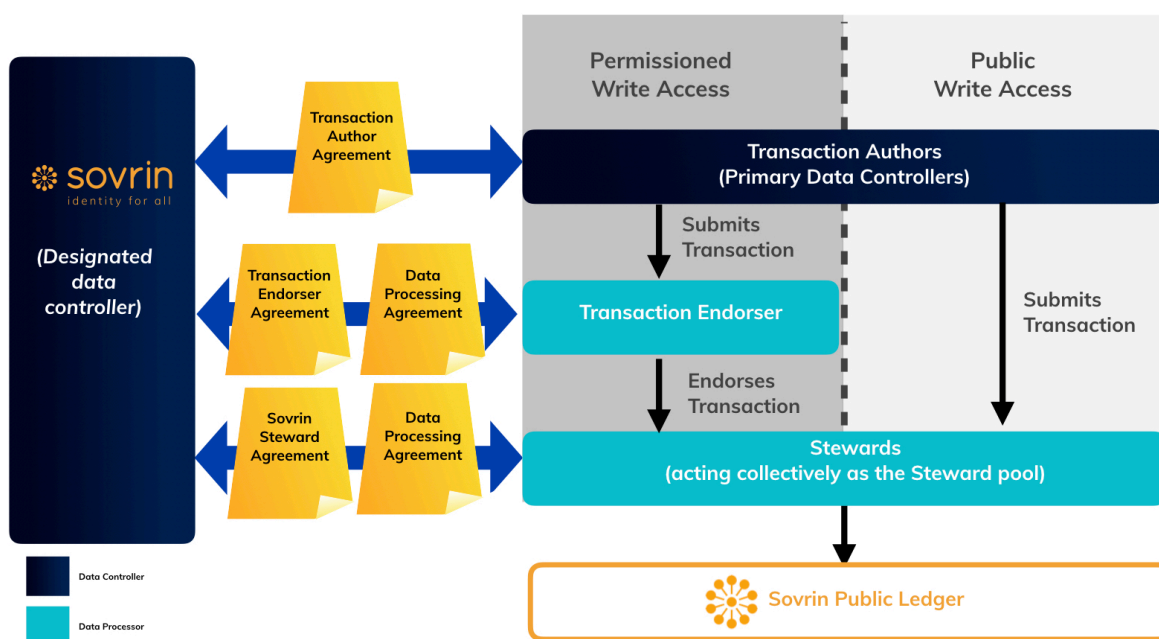 Permissioned
Write Access
Public
Write Access
Transaction
Author
Agreement
Transaction Authors
(Primary Data Controllers)
sovrin
identity for all
(Designated
data
controller)
Submits
Transaction
Transaction
Endorser
Agreement
Data
Processing
Agreement
Transaction Endorser
Submits
Transaction
Endorses
Transaction
Sovrin
Steward
Agreement
Data
Processing
Agreement
Stewards
(acting collectively as the Steward pool)
Data Controller
Data Processor
Sovrin Public Ledger